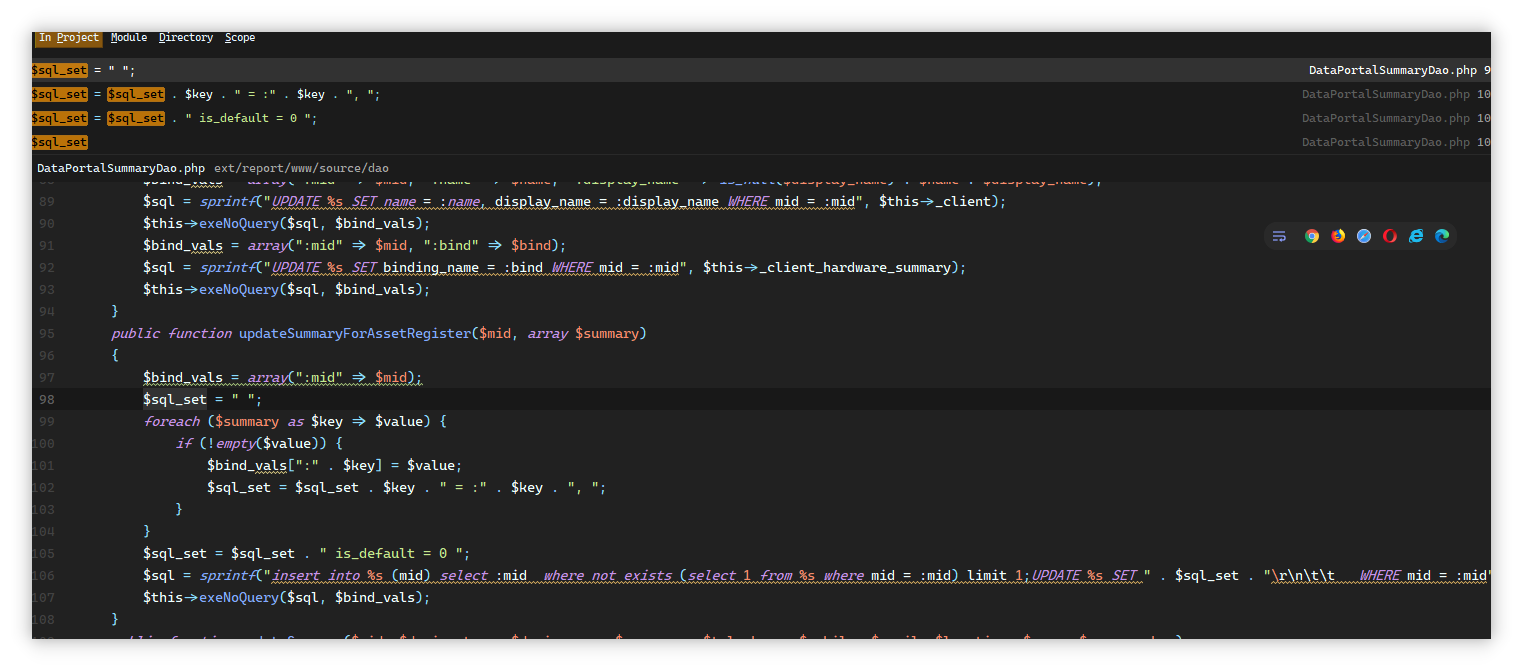 In Project Module Directory Scope
$sql_set = " ";
DataPortalSummaryDao.php 9
$sql_set = $sql_set . $key . " = :" . $key . ", ";
DataPortalSummaryDao.php 10
$sql_set = $sql_set . " is_default = 0 ";
DataPortalSummaryDao.php 10
$sql_set
DataPortalSummaryDao.php 10
DataPortalSummaryDao.php ext/report/www/source/dao
89 $sql = sprintf("UPDATE %s SET name = :name, display_name = :display_name WHERE mid = :mid", $this->_client);
90 $this->exeNoQuery($sql, $bind_vals);
91 $bind_vals = array(":mid" => $mid, ":bind" => $bind);
92 $sql = sprintf("UPDATE %s SET binding_name = :bind WHERE mid = :mid", $this->_client_hardware_summary);
93 $this->exeNoQuery($sql, $bind_vals);
94 }
95 public function updateSummaryForAssetRegister($mid, array $summary)
96 {
97 $bind_vals = array(":mid" => $mid);
98 $sql_set = " ";
99 foreach ($summary as $key => $value) {
100 if (!empty($value)) {
101 $bind_vals[":" . $key] = $value;
102 $sql_set = $sql_set . $key . " = :" . $key . ", ";
103 }
104 }
105 $sql_set = $sql_set . " is_default = 0 ";
106 $sql = sprintf("insert into %s (mid) select :mid  where not exists (select 1 from %s where mid = :mid) limit 1;UPDATE %s SET " . $sql_set . "\r\n\t\t   WHERE mid = :mid"
107 $this->exeNoQuery($sql, $bind_vals);
108 }